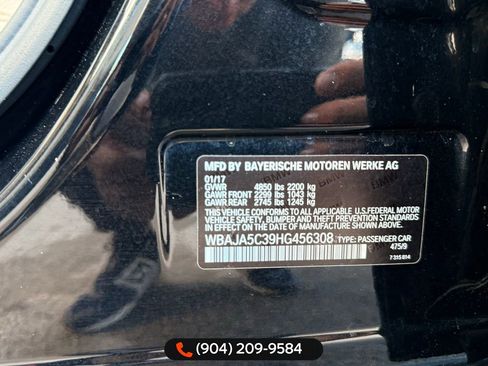 MFD BY BAYERISCHE MOTOREN WERKE AG
01/17
GVWR 4850 lbs 2200 kg
GAWR FRONT 2299 lbs 1043 kg
GAWR REAR 2745 lbs 1245 kg
THIS VEHICLE CONFORMS TO ALL APPLICABLE U.S.FEDERAL MOTOR
VEHICLE SAFETY, BUMPER, AND THEFT PREVENTION STANDARDS
IN EFFECT ON THE DATE OF MANUFACTURE SHOWN ABOVE.
WBAJA5C39HG456308 TYPE: PASSENGER CAR
475/9
7 315 814
(904) 209-9584